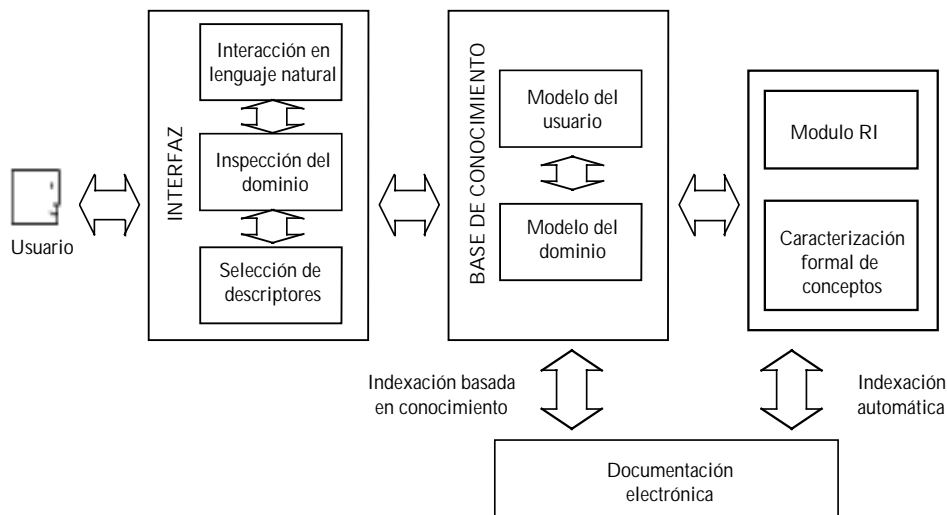 Usuario
INTERFAZ
Interacción en
lenguaje natural
Inspección del
dominio
Selección de
descriptores
BASE DE CONOCIMIENTO
Modelo del
usuario
Modelo del
dominio
Modulo RI
Caracterización
formal de
conceptos
Indexación basada
en conocimiento
Indexación
automática
Documentación
electrónica